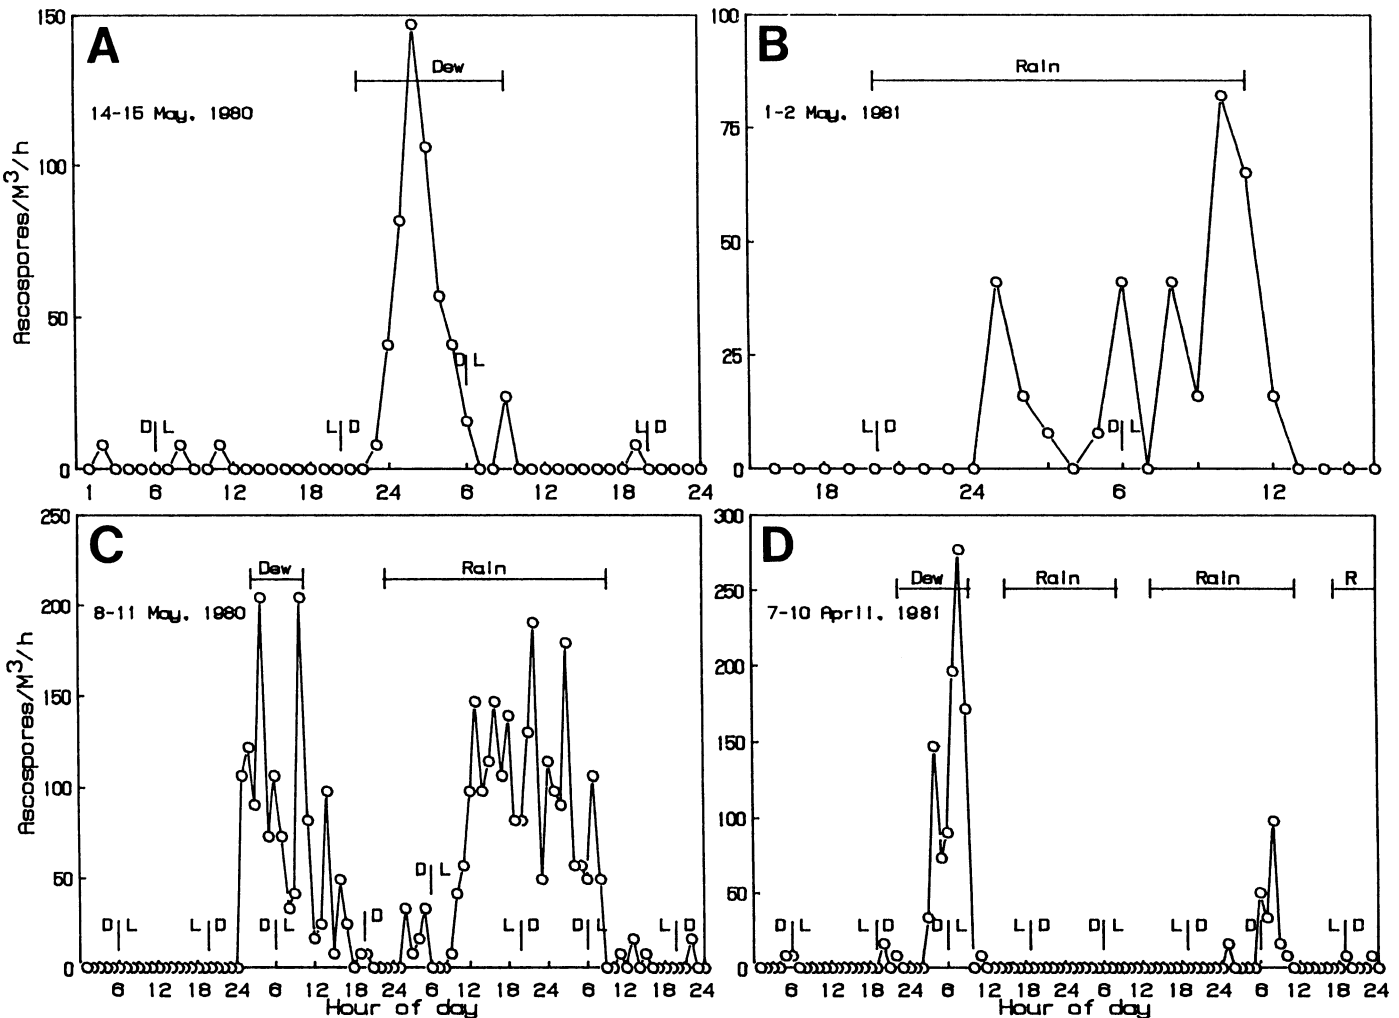 A
Dew
14-15 May, 1980
Ascospores/M³/h
150
100
50
0
D L
L D
D L
L D
1 6 12 18 24 6 12 18 24
B
Rain
1-2 May, 1981
100
75
50
25
0
L D
D L
18 24 6 12
C
Dew
Rain
8-11 May, 1980
Ascospores/M³/h
250
200
150
100
50
0
D L
L D
D L
D
D L
L D
D L
L D
6 12 18 24 6 12 18 24 6 12 18 24 6 12 18 24
Hour of day
D
Dew
Rain
Rain
R
7-10 April, 1981
300
250
200
150
100
50
0
D L
L D
D L
L D
D L
L D
D
L D
6 12 18 24 6 12 18 24 6 12 18 24 6 12 18 24
Hour of day